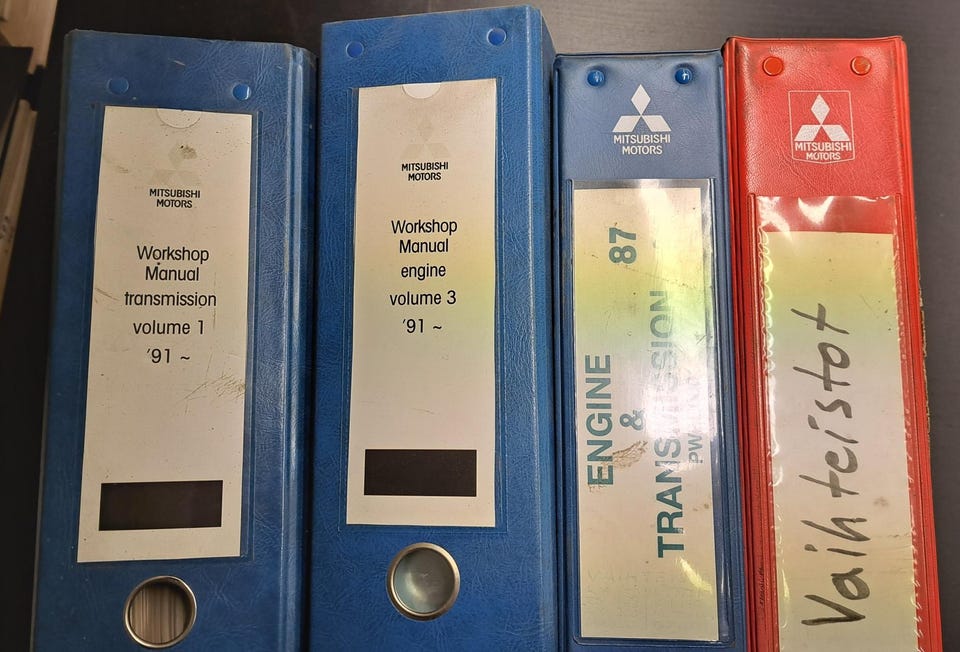 MITSUBISHI
MOTORS
Workshop
Manual
transmission
volume 1
'91 ~
MITSUBISHI
MOTORS
Workshop
Manual
engine
volume 3
'91 ~
MITSUBISHI
MOTORS
ENGINE
&
TRANSMISSION
87
MITSUBISHI
MOTORS
Vaihteistot